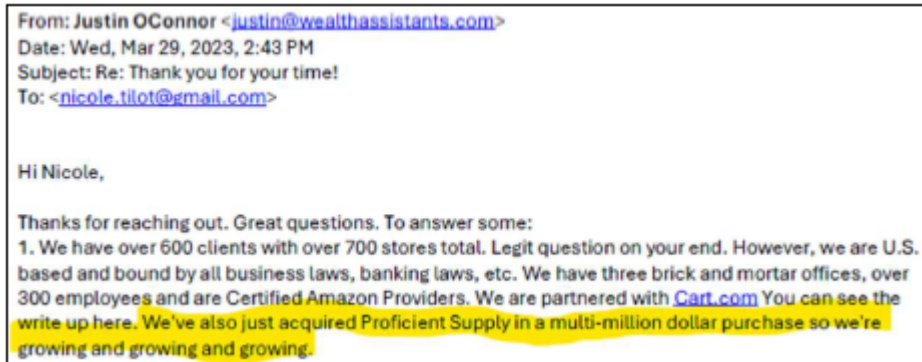 From: Justin OConnor <justin@wealthassistants.com>
Date: Wed, Mar 29, 2023, 2:43 PM
Subject: Re: Thank you for your time!
To: <nicole.tilot@gmail.com>
Hi Nicole,
Thanks for reaching out. Great questions. To answer some:
1. We have over 600 clients with over 700 stores total. Legit question on your end. However, we are U.S.
based and bound by all business laws, banking laws, etc. We have three brick and mortar offices, over
300 employees and are Certified Amazon Providers. We are partnered with Cart.com You can see the
write up here. We've also just acquired Proficient Supply in a multi-million dollar purchase so we're
growing and growing and growing.